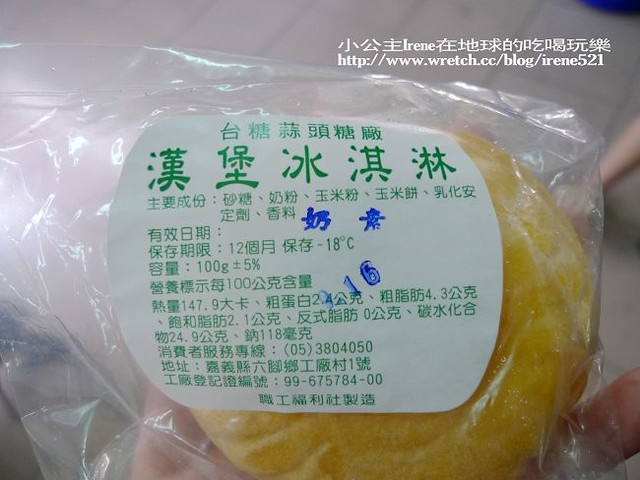 小公主Irene在地球的吃喝玩樂
http://www.wretch.cc/blog/irene521
台糖蒜頭糖廠
漢堡冰淇淋
主要成份：砂糖、奶粉、玉米粉、玉米餅、乳化安
定劑、香料
奶素
有效日期：
保存期限：12個月 保存-18℃
容量：100g±5%
16
營養標示每100公克含量
熱量147.9大卡、粗蛋白2.4公克、粗脂肪4.3公克
、飽和脂肪2.1公克、反式脂肪0公克、碳水化合
物24.9公克、鈉118毫克
消費者服務專線：(05)3804050
地址：嘉義縣六腳鄉工廠村1號
工廠登記證編號：99-675784-00
職工福利社製造